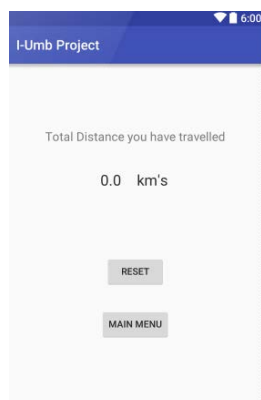 6:00
I-Umb Project
Total Distance you have travelled
0.0 km's
RESET
MAIN MENU